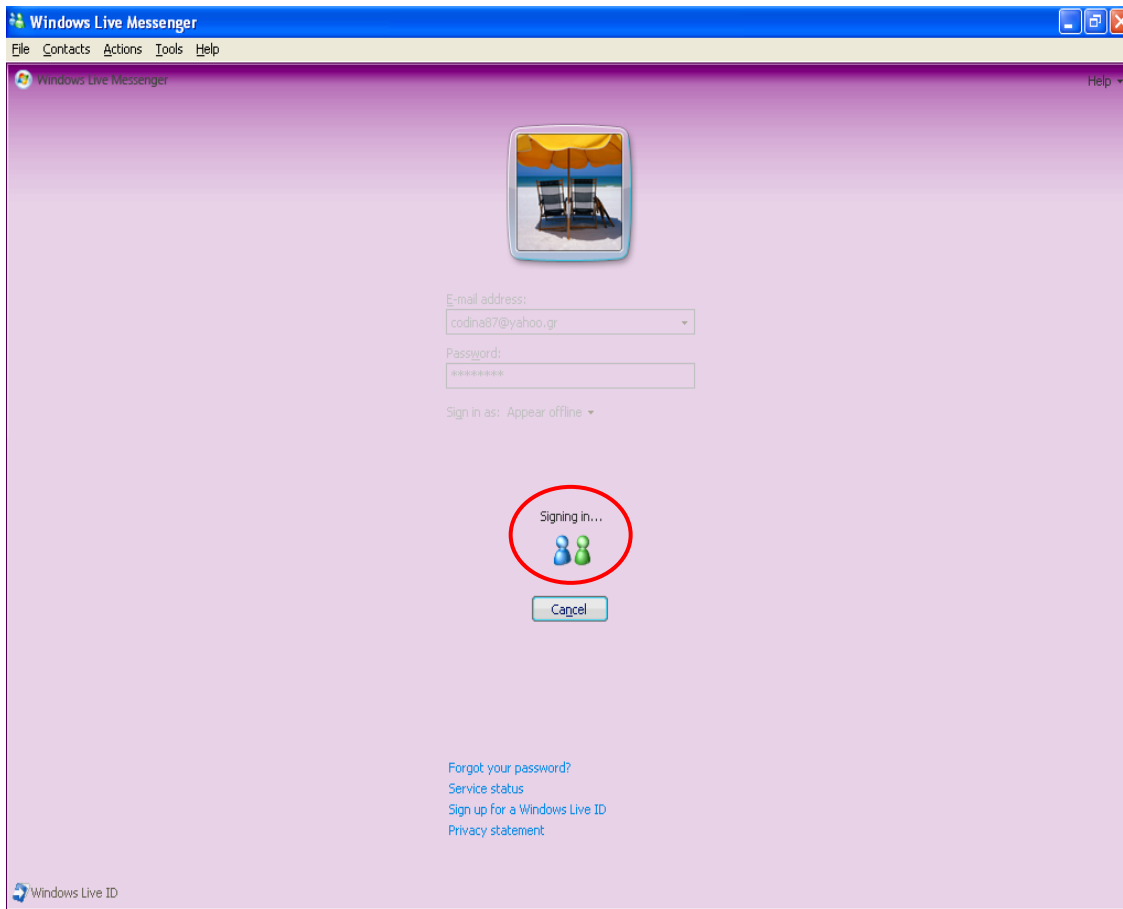 Windows Live Messenger
File Contacts Actions Tools Help
Windows Live Messenger Help
E-mail address:
codina87@yahoo.gr
Password:
********
Sign in as: Appear offline
Signing in...
Cancel
Forgot your password?
Service status
Sign up for a Windows Live ID
Privacy statement
Windows Live ID